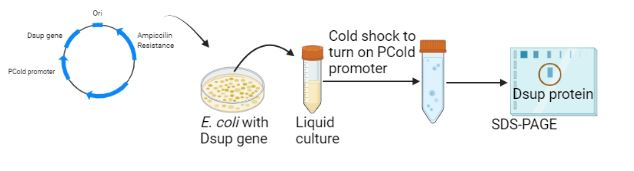 Ori
Dsup gene
Ampiccilin
Resistance
PCold promoter
E. coli with
Dsup gene
Liquid
culture
Cold shock to
turn on PCold
promoter
Dsup protein
SDS-PAGE